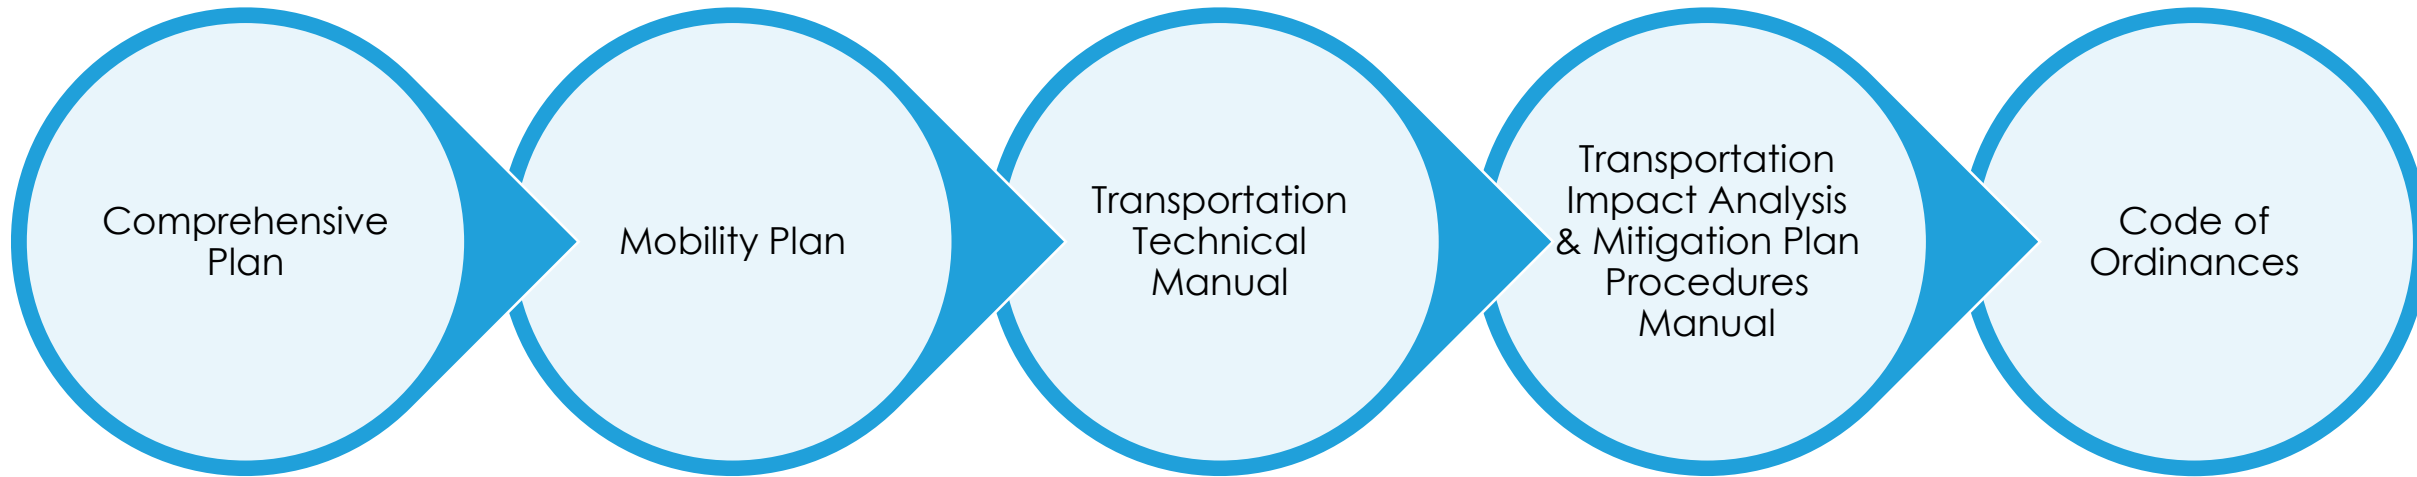 Comprehensive
Plan
Mobility Plan
Transportation
Technical
Manual
Transportation
Impact Analysis
& Mitigation Plan
Procedures
Manual
Code of
Ordinances